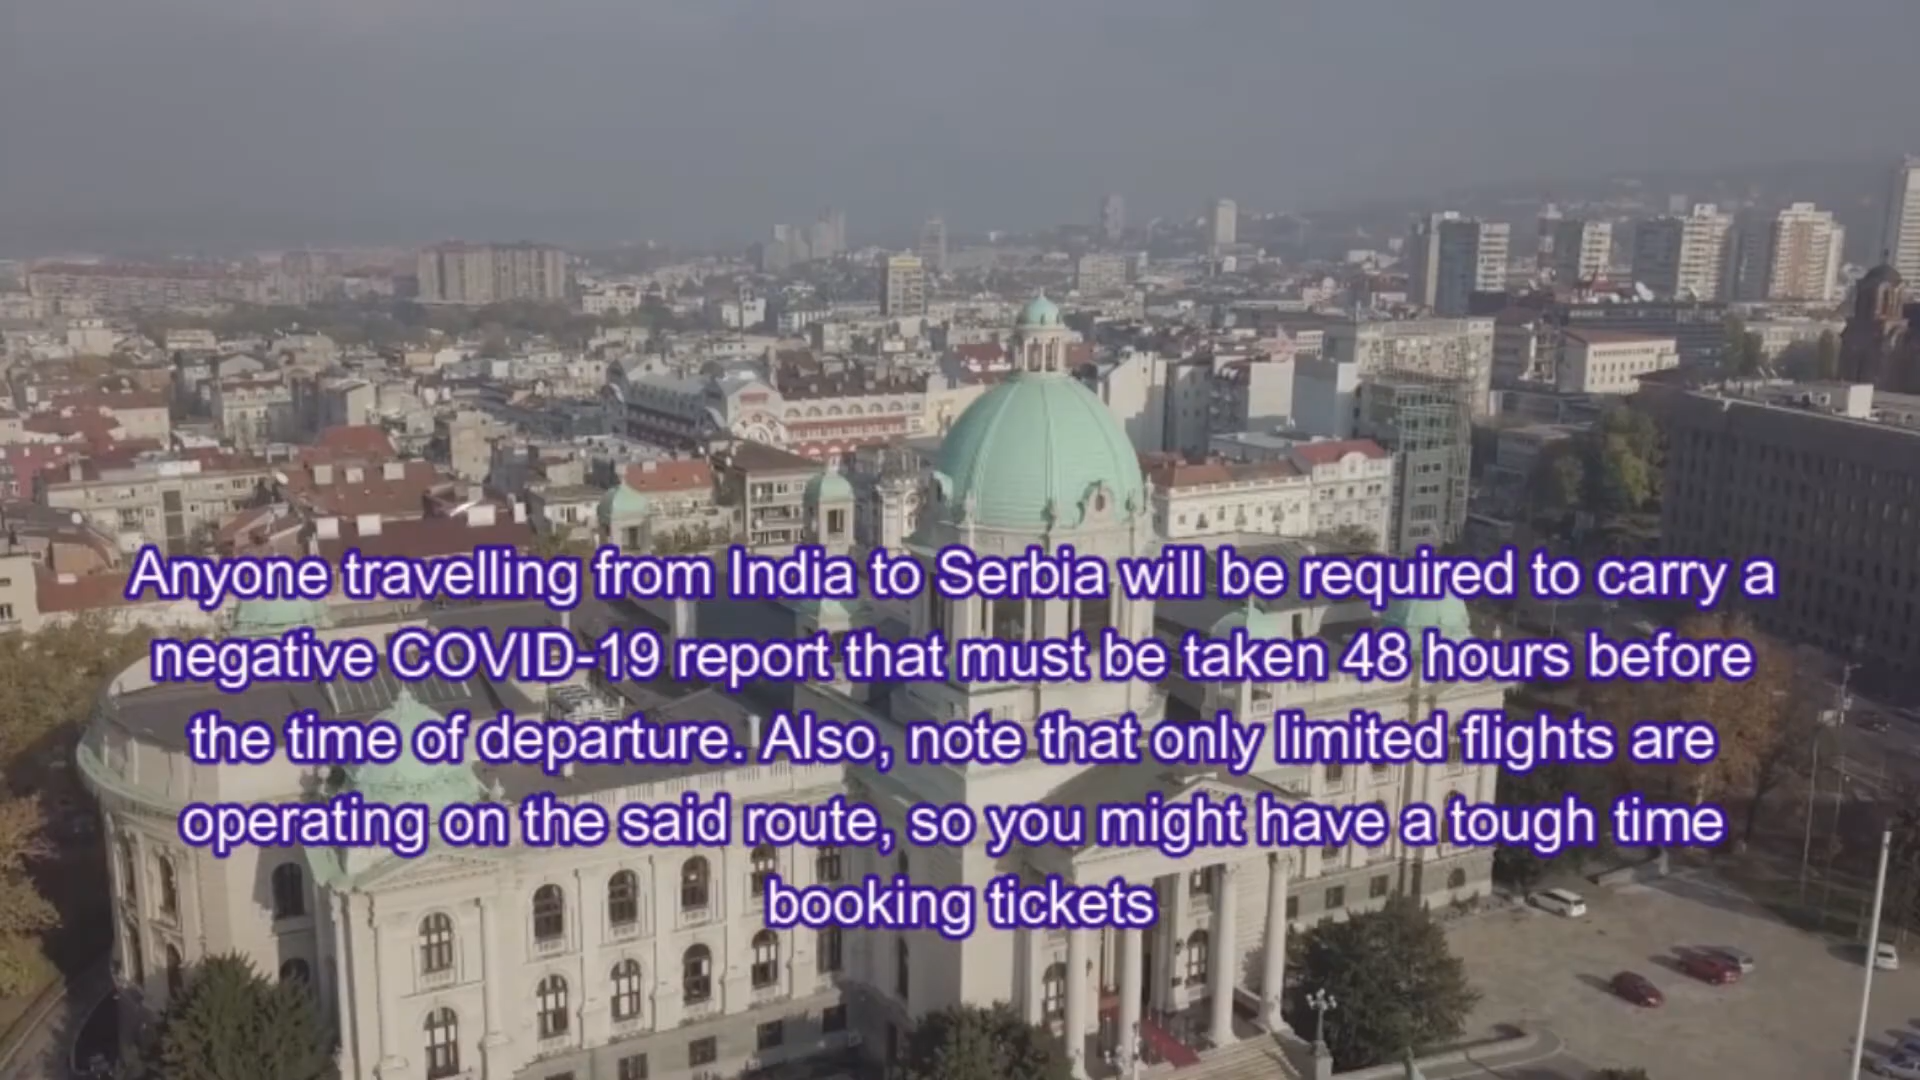 Anyone travelling from India to Serbia will be required to carry a
negative COVID-19 report that must be taken 48 hours before
the time of departure. Also, note that only limited flights are
operating on the said route, so you might have a tough time
booking tickets